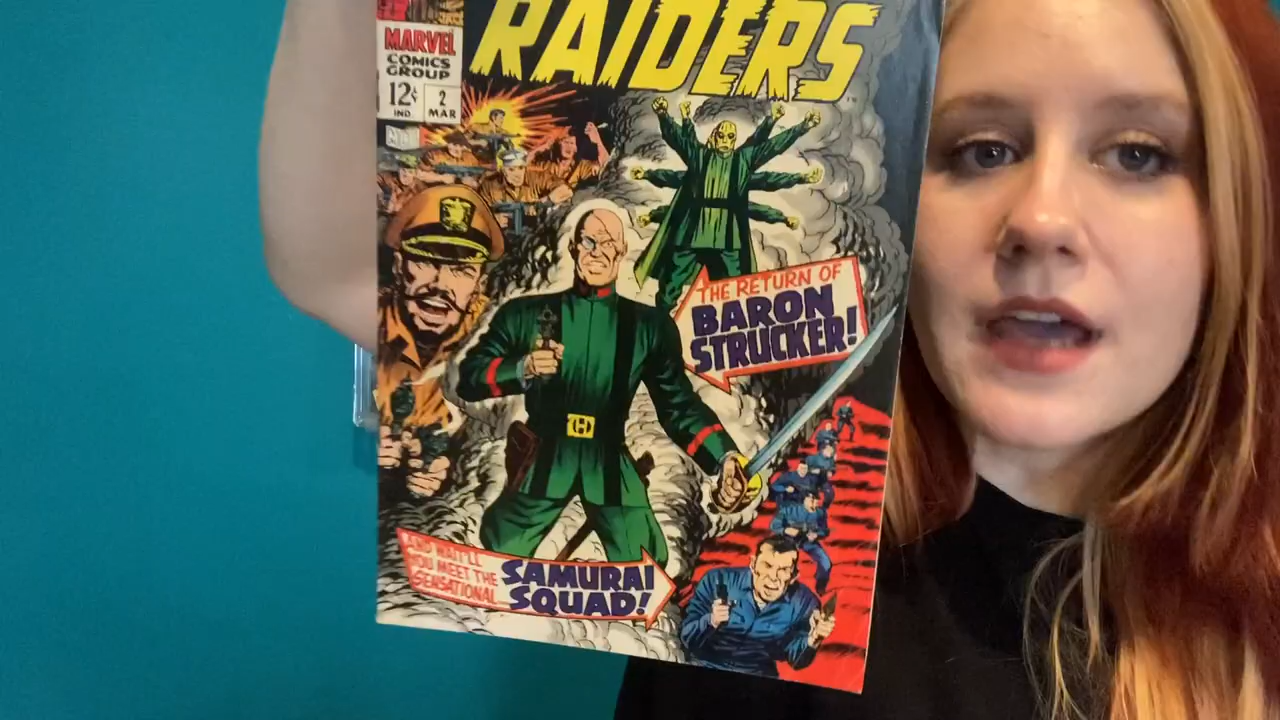 RAIDERS
MARVEL
COMICS
GROUP
12¢
IND.
2
MAR
THE RETURN OF
BARON
STRUCKER!
H
AND WAIT'LL
YOU MEET THE
SENSATIONAL...
SAMURAI
SQUAD!